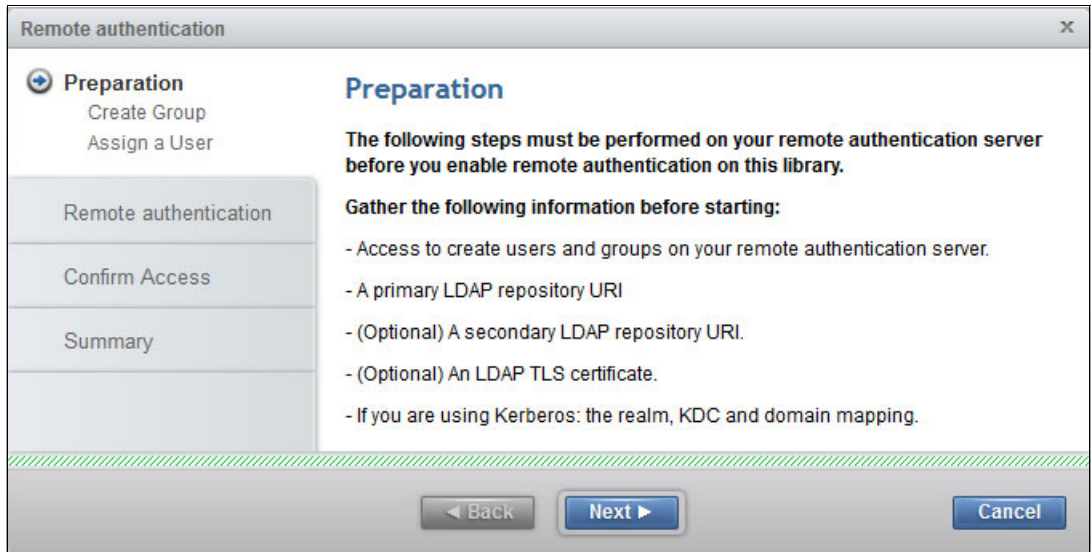 Remote authentication
x
Preparation
Create Group
Assign a User
Remote authentication
Confirm Access
Summary
Preparation
The following steps must be performed on your remote authentication server
before you enable remote authentication on this library.
Gather the following information before starting:
- Access to create users and groups on your remote authentication server.
- A primary LDAP repository URI
- (Optional) A secondary LDAP repository URI.
- (Optional) An LDAP TLS certificate.
- If you are using Kerberos: the realm, KDC and domain mapping.
Back
Next
Cancel